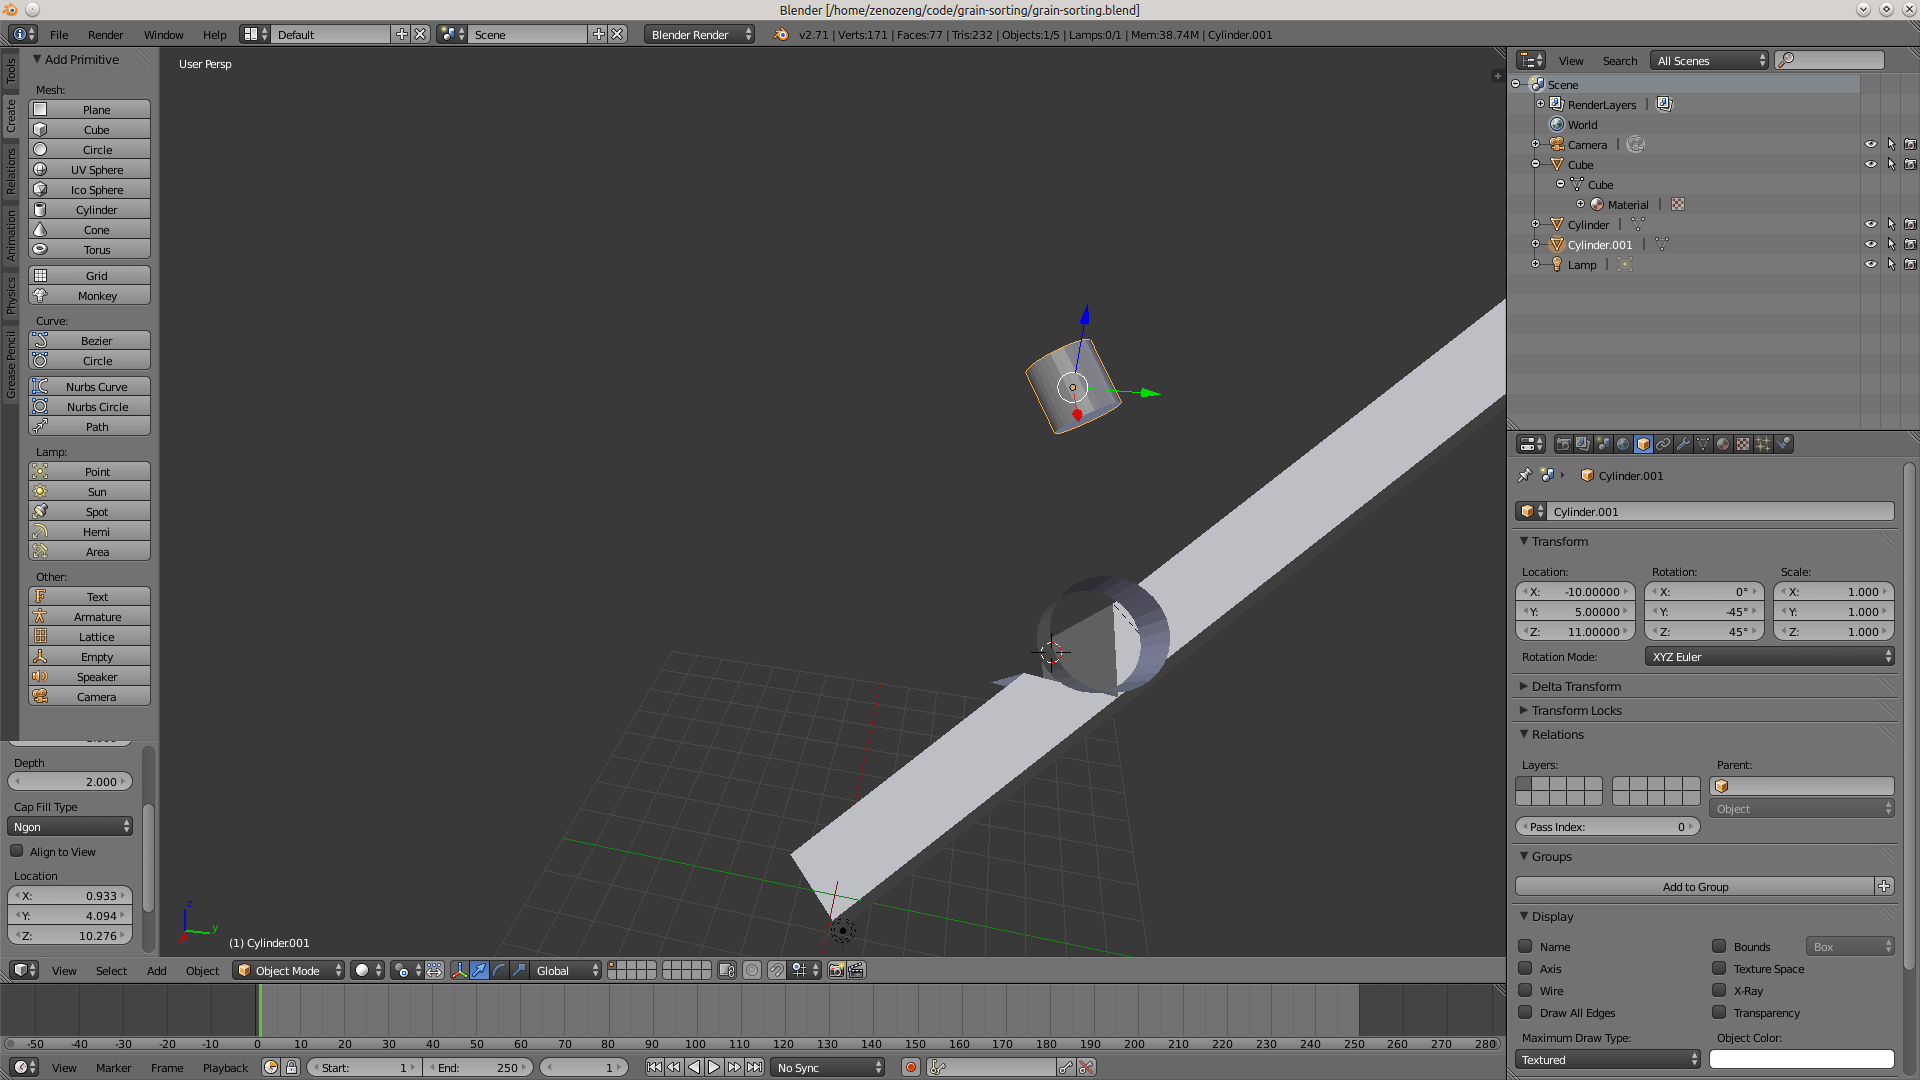 Blender [/home/zenozeng/code/grain-sorting/grain-sorting.blend]
File Render Window Help Default Scene Blender Render v2.71 | Verts:171 | Faces:77 | Tris:232 | Objects:1/5 | Lamps:0/1 | Mem:38.74M | Cylinder.001
Tools
Create
Relations
Animation
Physics
Grease Pencil
Add Primitive
Mesh:
Plane
Cube
Circle
UV Sphere
Ico Sphere
Cylinder
Cone
Torus
Grid
Monkey
Curve:
Bezier
Circle
Nurbs Curve
Nurbs Circle
Path
Lamp:
Point
Sun
Spot
Hemi
Area
Other:
Text
Armature
Lattice
Empty
Speaker
Camera
Depth
2.000
Cap Fill Type
Ngon
Align to View
Location
X: 0.933
Y: 4.094
Z: 10.276
User Persp
z
y
(1) Cylinder.001
View Select Add Object Object Mode Global
-50 -40 -30 -20 -10 0 10 20 30 40 50 60 70 80 90 100 110 120 130 140 150 160 170 180 190 200 210 220 230 240 250 260 270 280
View Marker Frame Playback Start: 1 End: 250 1 No Sync
View Search All Scenes
Scene
RenderLayers |
World
Camera |
Cube
Cube
Material |
Cylinder |
Cylinder.001 |
Lamp |
Cylinder.001
Cylinder.001
Transform
Location: Rotation: Scale:
X: -10.00000 X: 0° X: 1.000
Y: 5.00000 Y: -45° Y: 1.000
Z: 11.00000 Z: 45° Z: 1.000
Rotation Mode: XYZ Euler
Delta Transform
Transform Locks
Relations
Layers: Parent:
Object
Pass Index: 0
Groups
Add to Group
Display
Name Bounds Box
Axis Texture Space
Wire X-Ray
Draw All Edges Transparency
Maximum Draw Type: Object Color:
Textured